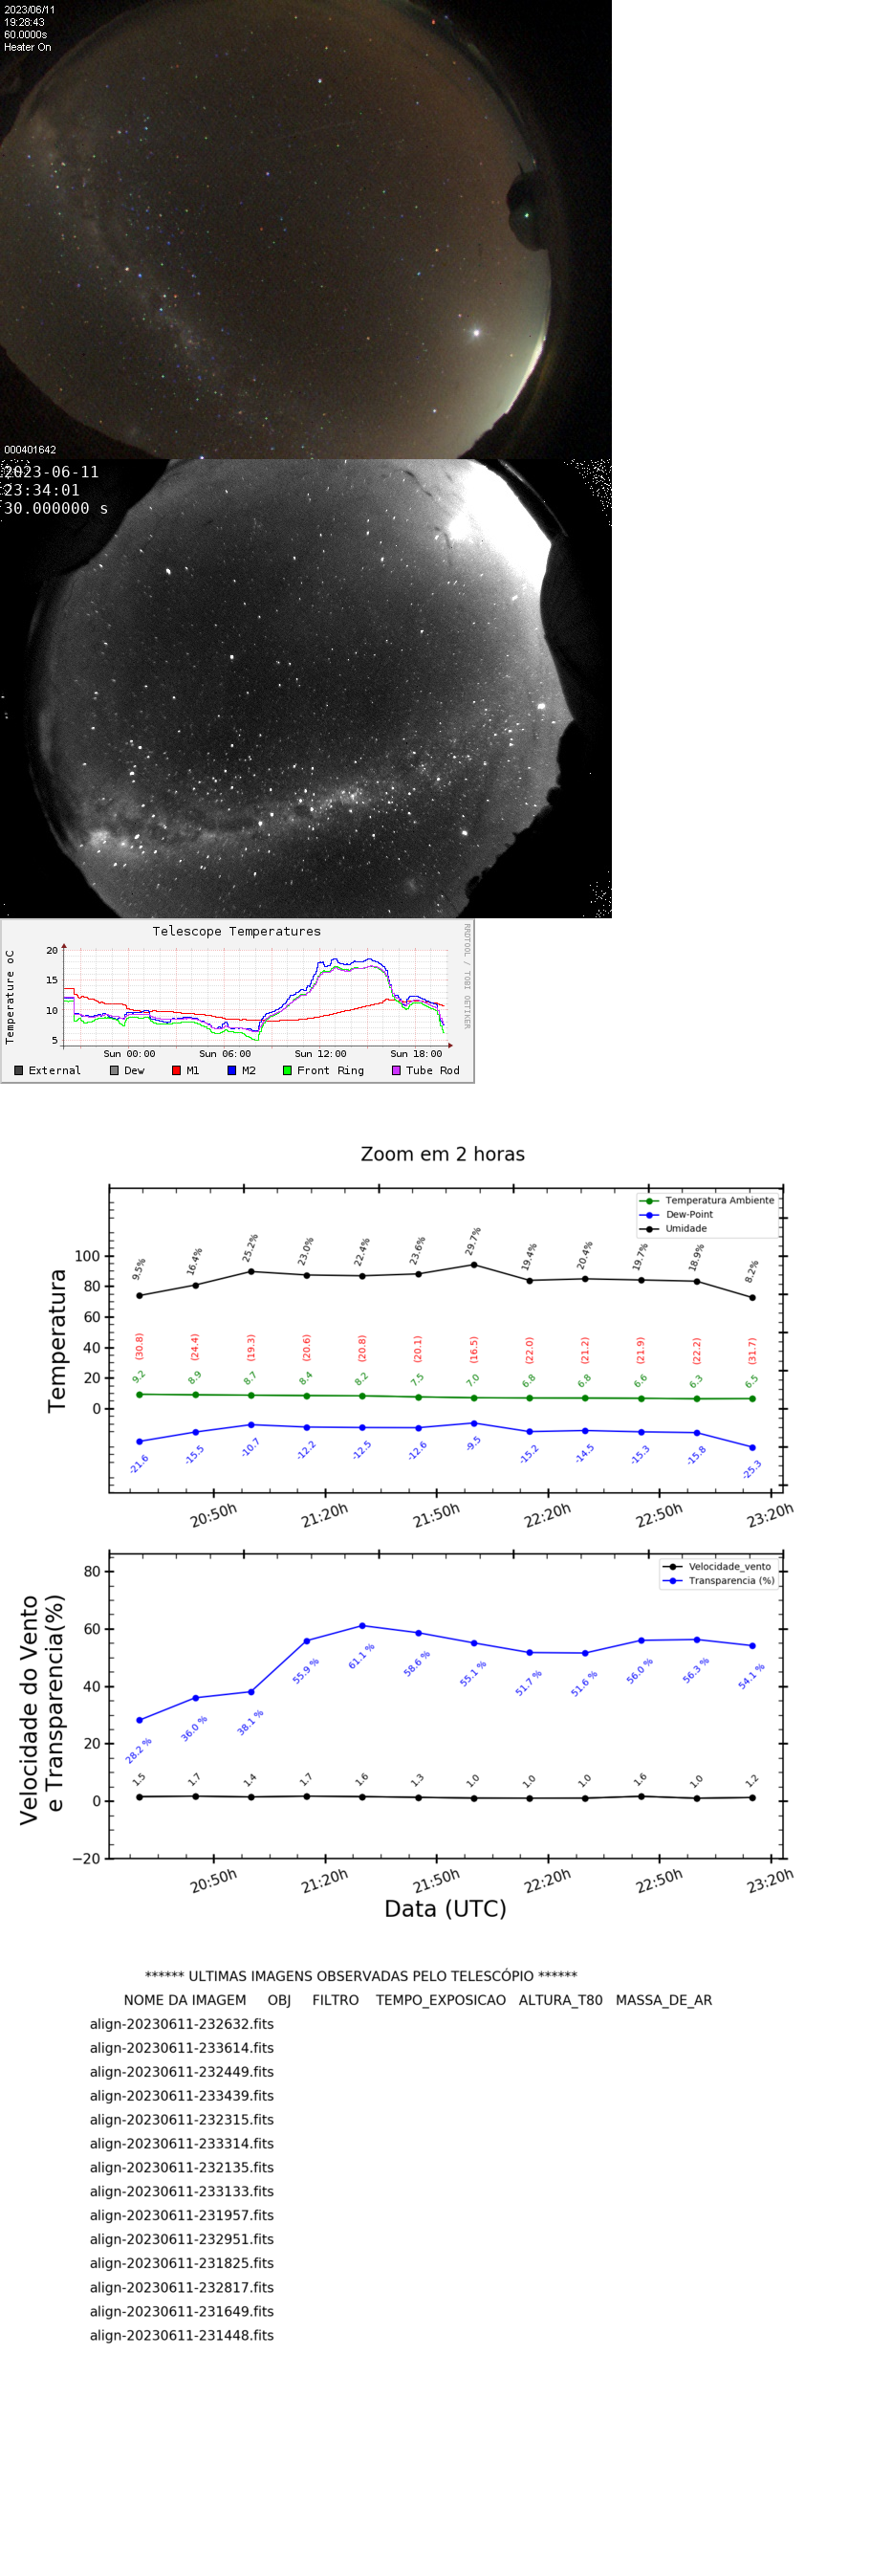 2023/06/11
19:28:43
60.0000s
Heater On
000401642
2023-06-11
23:34:01
30.000000 s
Telescope Temperatures
RRDTOOL / TOBI OETIKER
Temperature oC
20
15
10
5
Sun 00:00 Sun 06:00 Sun 12:00 Sun 18:00
External Dew M1 M2 Front Ring Tube Rod
Zoom em 2 horas
Temperatura Ambiente
Dew-Point
Umidade
Temperatura
100
80
60
40
20
0
9.5% 16.4% 25.2% 23.0% 22.4% 23.6% 29.7% 19.4% 20.4% 19.7% 18.9% 8.2%
(30.8) (24.4) (19.3) (20.6) (20.8) (20.1) (16.5) (22.0) (21.2) (21.9) (22.2) (31.7)
9.2 8.9 8.7 8.4 8.2 7.5 7.0 6.8 6.8 6.6 6.3 6.5
-21.6 -15.5 -10.7 -12.2 -12.5 -12.6 -9.5 -15.2 -14.5 -15.3 -15.8 -25.3
20:50h 21:20h 21:50h 22:20h 22:50h 23:20h
Velocidade_vento
Transparencia (%)
Velocidade do Vento
e Transparencia(%)
80
60
40
20
0
−20
28.2 % 36.0 % 38.1 % 55.9 % 61.1 % 58.6 % 55.1 % 51.7 % 51.6 % 56.0 % 56.3 % 54.1 %
1.5 1.7 1.4 1.7 1.6 1.3 1.0 1.0 1.0 1.6 1.0 1.2
20:50h 21:20h 21:50h 22:20h 22:50h 23:20h
Data (UTC)
****** ULTIMAS IMAGENS OBSERVADAS PELO TELESCÓPIO ******
NOME DA IMAGEM OBJ FILTRO TEMPO_EXPOSICAO ALTURA_T80 MASSA_DE_AR
align-20230611-232632.fits
align-20230611-233614.fits
align-20230611-232449.fits
align-20230611-233439.fits
align-20230611-232315.fits
align-20230611-233314.fits
align-20230611-232135.fits
align-20230611-233133.fits
align-20230611-231957.fits
align-20230611-232951.fits
align-20230611-231825.fits
align-20230611-232817.fits
align-20230611-231649.fits
align-20230611-231448.fits